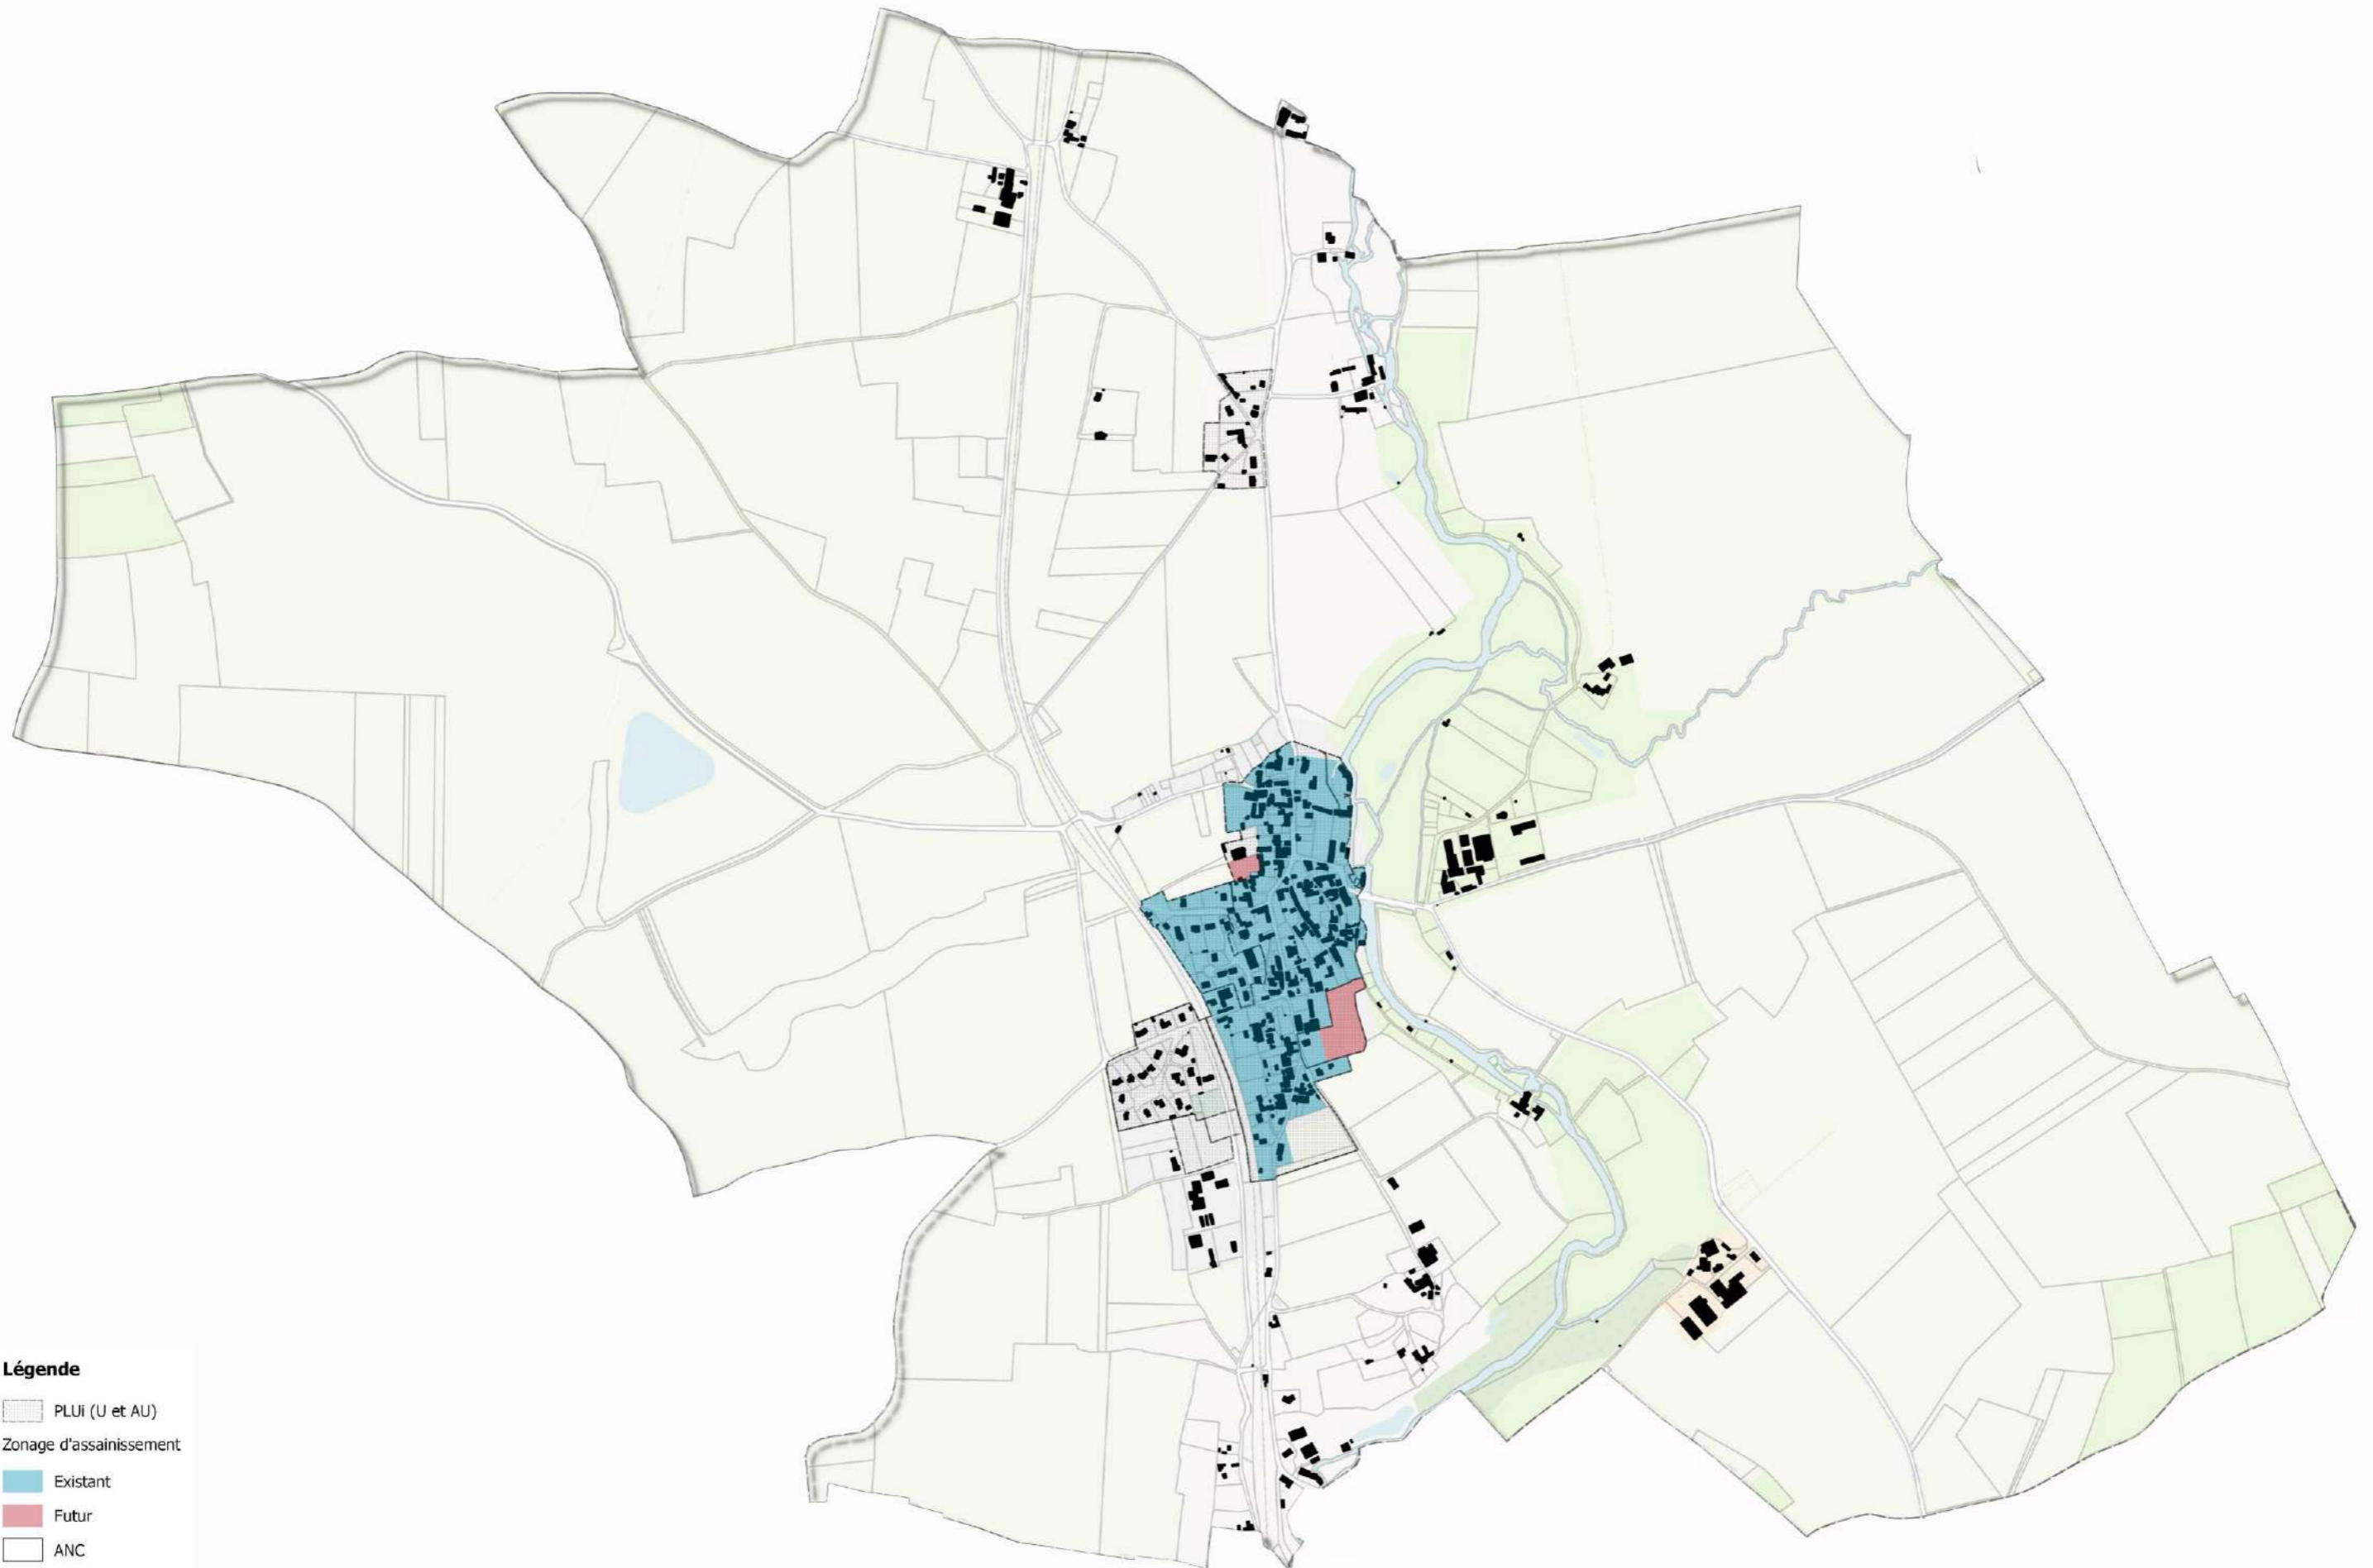 Légende
PLUi (U et AU)
Zonage d'assainissement
Existant
Futur
ANC